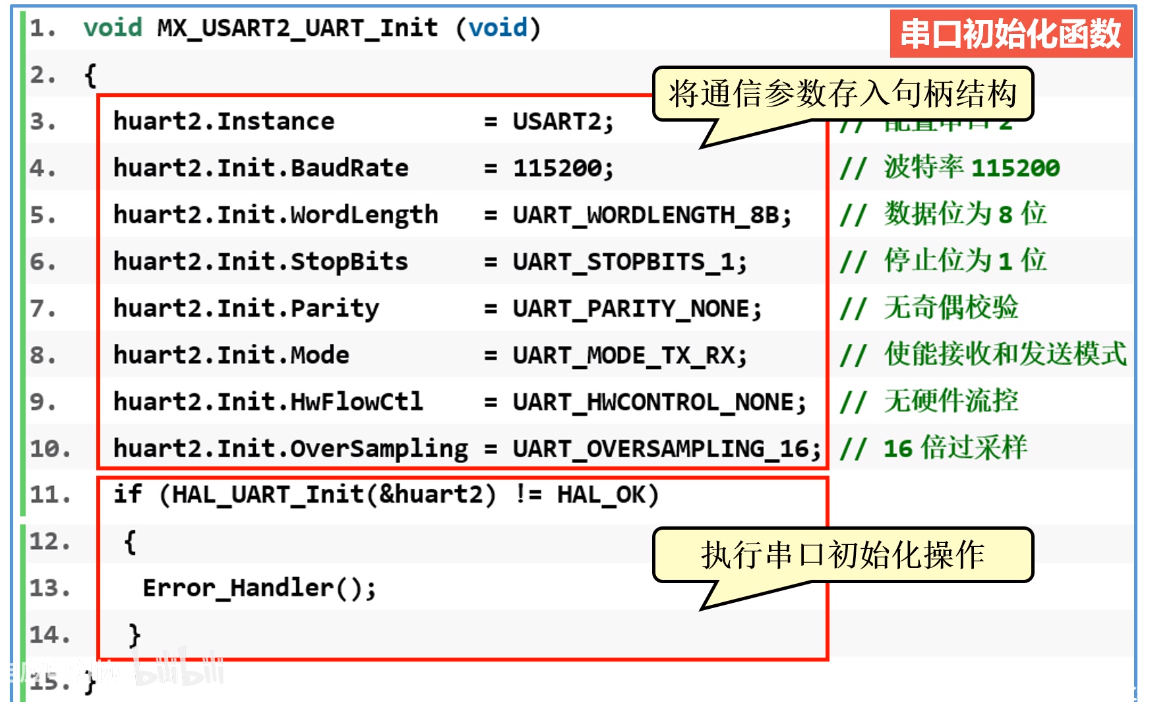 串口初始化函数
1. void MX_USART2_UART_Init (void)
2. {
将通信参数存入句柄结构
3. huart2.Instance = USART2; // 配置串口 2
4. huart2.Init.BaudRate = 115200; // 波特率 115200
5. huart2.Init.WordLength = UART_WORDLENGTH_8B; // 数据位为 8 位
6. huart2.Init.StopBits = UART_STOPBITS_1; // 停止位为 1 位
7. huart2.Init.Parity = UART_PARITY_NONE; // 无奇偶校验
8. huart2.Init.Mode = UART_MODE_TX_RX; // 使能接收和发送模式
9. huart2.Init.HwFlowCtl = UART_HWCONTROL_NONE; // 无硬件流控
10. huart2.Init.OverSampling = UART_OVERSAMPLING_16; // 16 倍过采样
11. if (HAL_UART_Init(&huart2) != HAL_OK)
12. {
执行串口初始化操作
13. Error_Handler();
14. }
15. }
bilibili